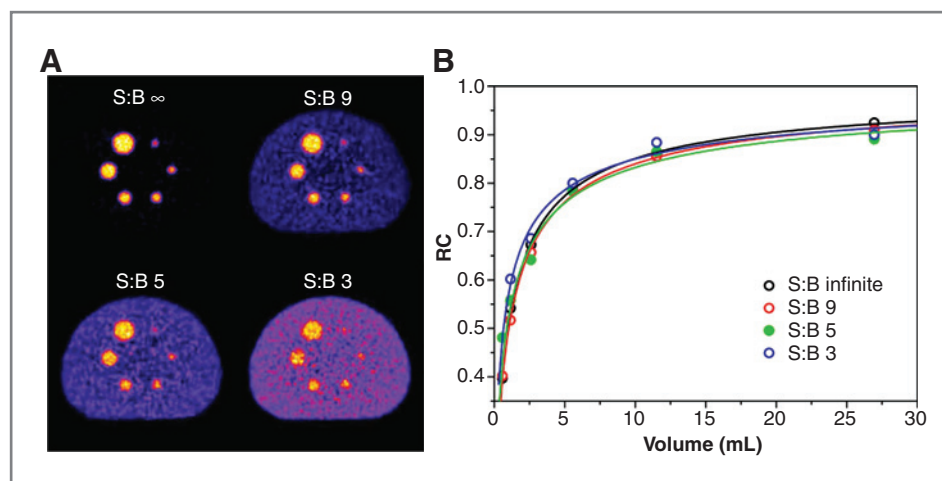 A
S:B ∞
S:B 9
S:B 5
S:B 3
B
1.0
0.9
0.8
0.7
0.6
0.5
0.4
RC
S:B infinite
S:B 9
S:B 5
S:B 3
0 5 10 15 20 25 30
Volume (mL)